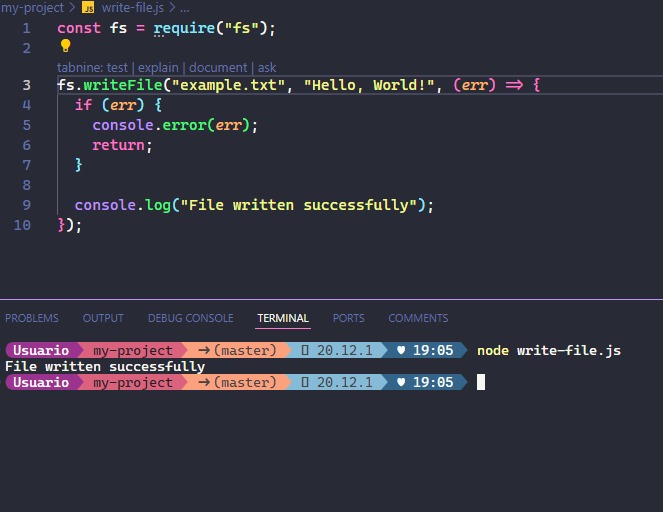 my-project > JS write-file.js > ...
1 const fs = require("fs");
2
tabnine: test | explain | document | ask
3 fs.writeFile("example.txt", "Hello, World!", (err) => {
4 if (err) {
5 console.error(err);
6 return;
7 }
8
9 console.log("File written successfully");
10 });
PROBLEMS OUTPUT DEBUG CONSOLE TERMINAL PORTS COMMENTS
Usuario my-project →(master) 20.12.1 ♥ 19:05 node write-file.js
File written successfully
Usuario my-project →(master) 20.12.1 ♥ 19:05